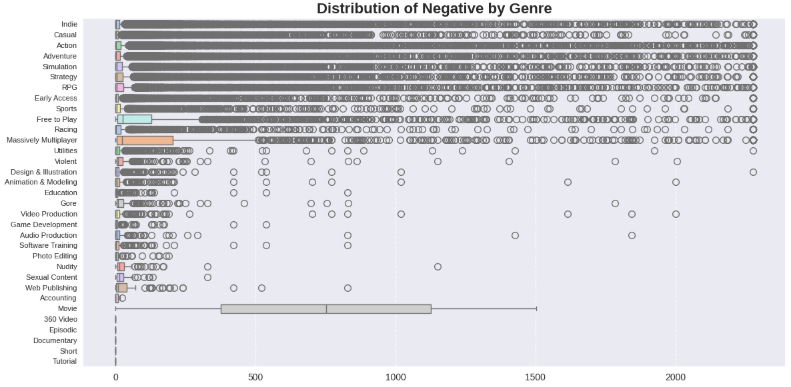 Distribution of Negative by Genre
Indie
Casual
Action
Adventure
Simulation
Strategy
RPG
Early Access
Sports
Free to Play
Racing
Massively Multiplayer
Utilities
Violent
Design & Illustration
Animation & Modeling
Education
Gore
Video Production
Game Development
Audio Production
Software Training
Photo Editing
Nudity
Sexual Content
Web Publishing
Accounting
Movie
360 Video
Episodic
Documentary
Short
Tutorial
0 500 1000 1500 2000